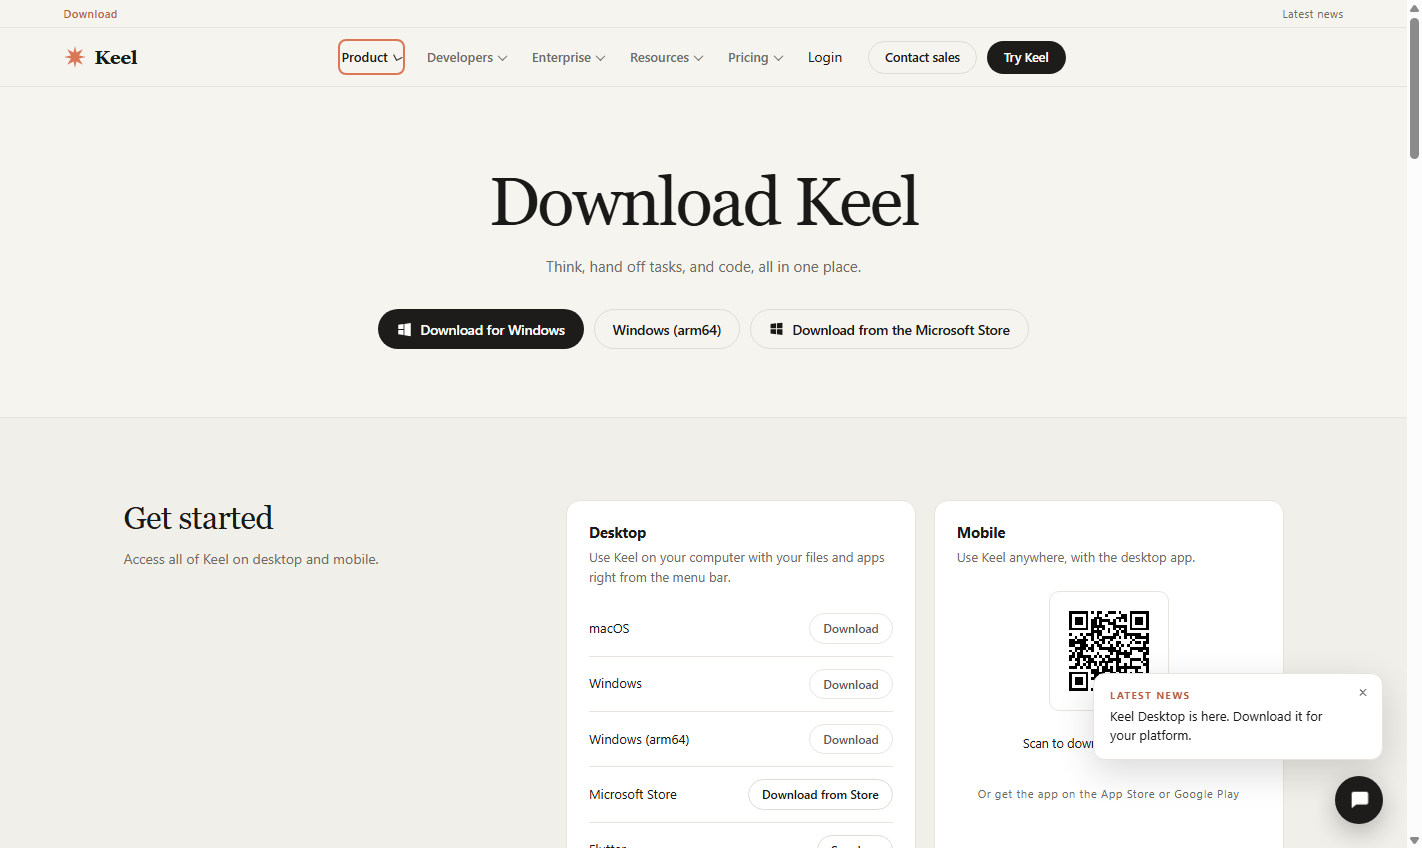 Download
Latest news
Keel
Product
Developers
Enterprise
Resources
Pricing
Login
Contact sales
Try Keel
Download Keel
Think, hand off tasks, and code, all in one place.
Download for Windows
Windows (arm64)
Download from the Microsoft Store
Get started
Access all of Keel on desktop and mobile.
Desktop
Use Keel on your computer with your files and apps
right from the menu bar.
macOS
Download
Windows
Download
Windows (arm64)
Download
Microsoft Store
Download from Store
Mobile
Use Keel anywhere, with the desktop app.
Scan to
Or get the app on the App Store or Google Play
LATEST NEWS
Keel Desktop is here. Download it for
your platform.